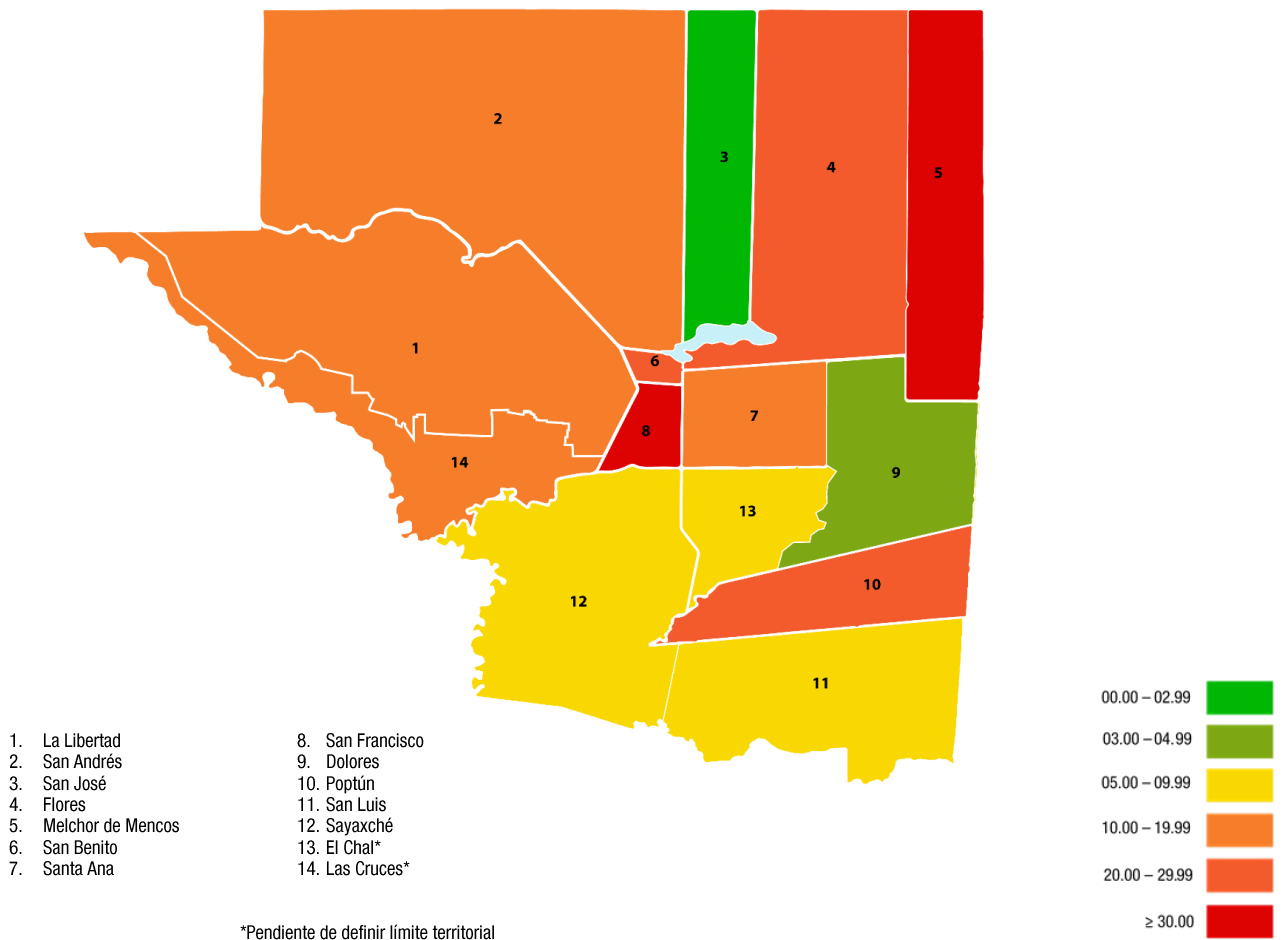 2
3
4
5
1
6
7
8
14
9
13
10
12
11
00.00 – 02.99
03.00 – 04.99
05.00 – 09.99
10.00 – 19.99
20.00 – 29.99
≥ 30.00
1. La Libertad
2. San Andrés
3. San José
4. Flores
5. Melchor de Mencos
6. San Benito
7. Santa Ana
8. San Francisco
9. Dolores
10. Poptún
11. San Luis
12. Sayaxché
13. El Chal*
14. Las Cruces*
*Pendiente de definir límite territorial